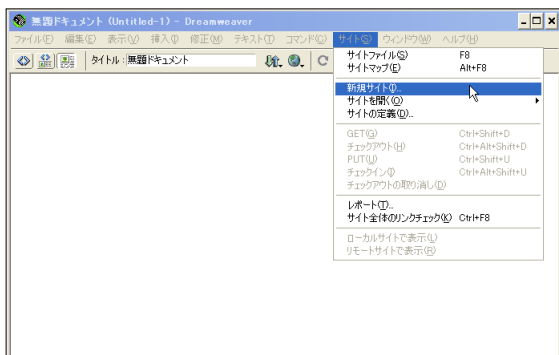 無題ドキュメント (Untitled-1) - Dreamweaver
ファイル(F) 編集(E) 表示(V) 挿入(I) 修正(M) テキスト(T) コマンド(C) サイト(S) ウィンドウ(W) ヘルプ(H)
タイトル: 無題ドキュメント
サイトファイル(S) F8
サイトマップ(E) Alt+F8
新規サイト(I)...
サイトを開く(O)
サイトの定義(D)...
GET(G) Ctrl+Shift+D
チェックアウト(H) Ctrl+Alt+Shift+D
PUT(U) Ctrl+Shift+U
チェックイン(I) Ctrl+Alt+Shift+U
チェックアウトの取り消し(D)
レポート(T)...
サイト全体のリンクチェック(K) Ctrl+F8
ローカルサイトで表示(L)
リモートサイトで表示(R)